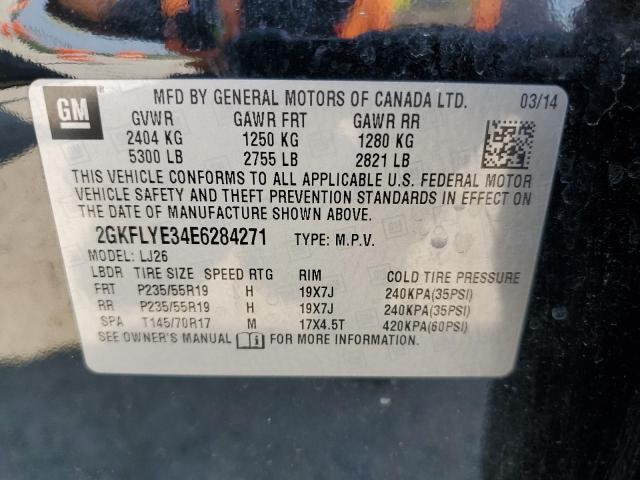 GM
MFD BY GENERAL MOTORS OF CANADA LTD. 03/14
GVWR GAWR FRT GAWR RR
2404 KG 1250 KG 1280 KG
5300 LB 2755 LB 2821 LB
THIS VEHICLE CONFORMS TO ALL APPLICABLE U.S. FEDERAL MOTOR
VEHICLE SAFETY AND THEFT PREVENTION STANDARDS IN EFFECT ON
THE DATE OF MANUFACTURE SHOWN ABOVE.
2GKFLYE34E6284271 TYPE: M.P.V.
MODEL: LJ26
LBDR TIRE SIZE SPEED RTG RIM COLD TIRE PRESSURE
FRT P235/55R19 H 19X7J 240KPA(35PSI)
RR P235/55R19 H 19X7J 240KPA(35PSI)
SPA T145/70R17 M 17X4.5T 420KPA(60PSI)
SEE OWNER'S MANUAL FOR MORE INFORMATION.